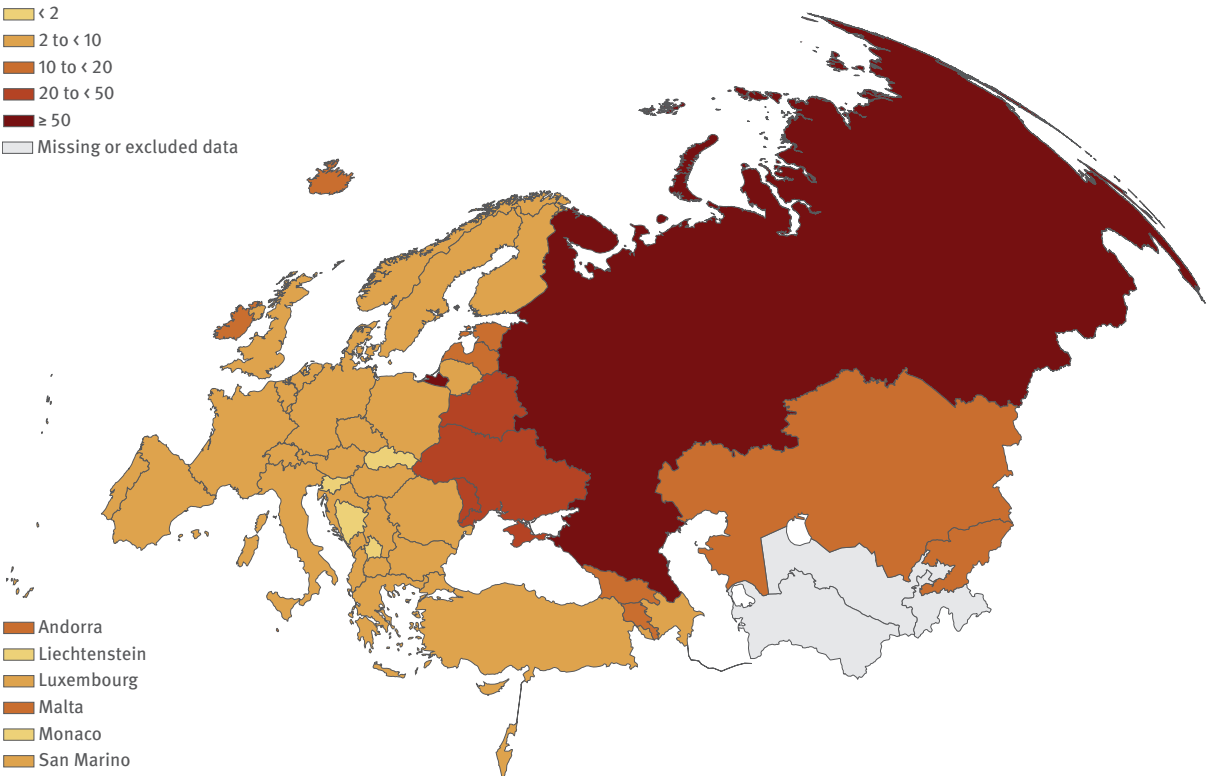 < 2
2 to < 10
10 to < 20
20 to < 50
≥ 50
Missing or excluded data
Andorra
Liechtenstein
Luxembourg
Malta
Monaco
San Marino